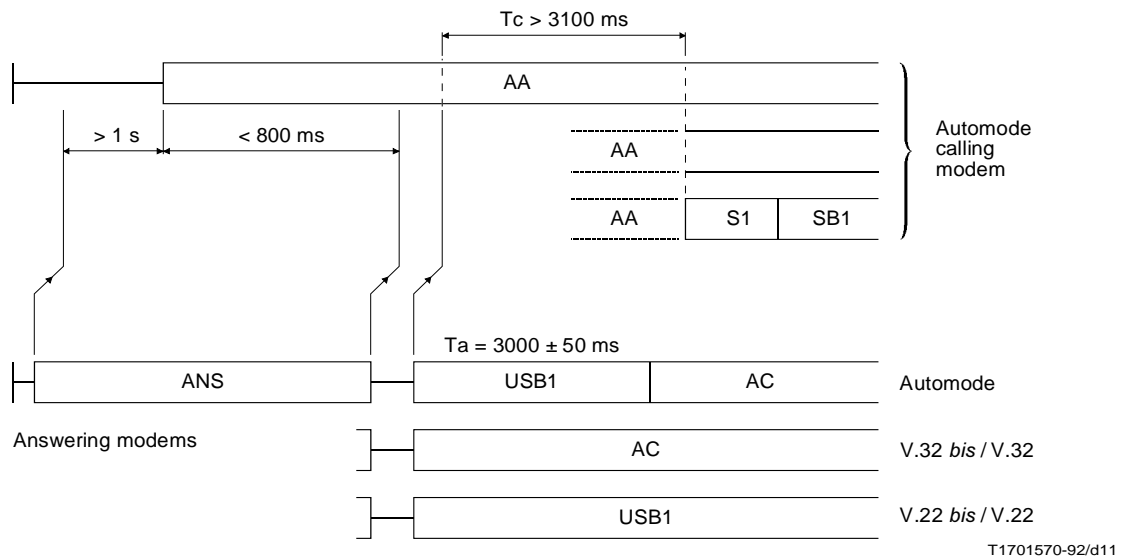 Tc > 3100 ms
AA
> 1 s
< 800 ms
AA
Automode
calling
modem
AA
S1
SB1
Ta = 3000 ± 50 ms
ANS
USB1
AC
Automode
Answering modems
AC
V.32 bis / V.32
USB1
V.22 bis / V.22
T1701570-92/d11